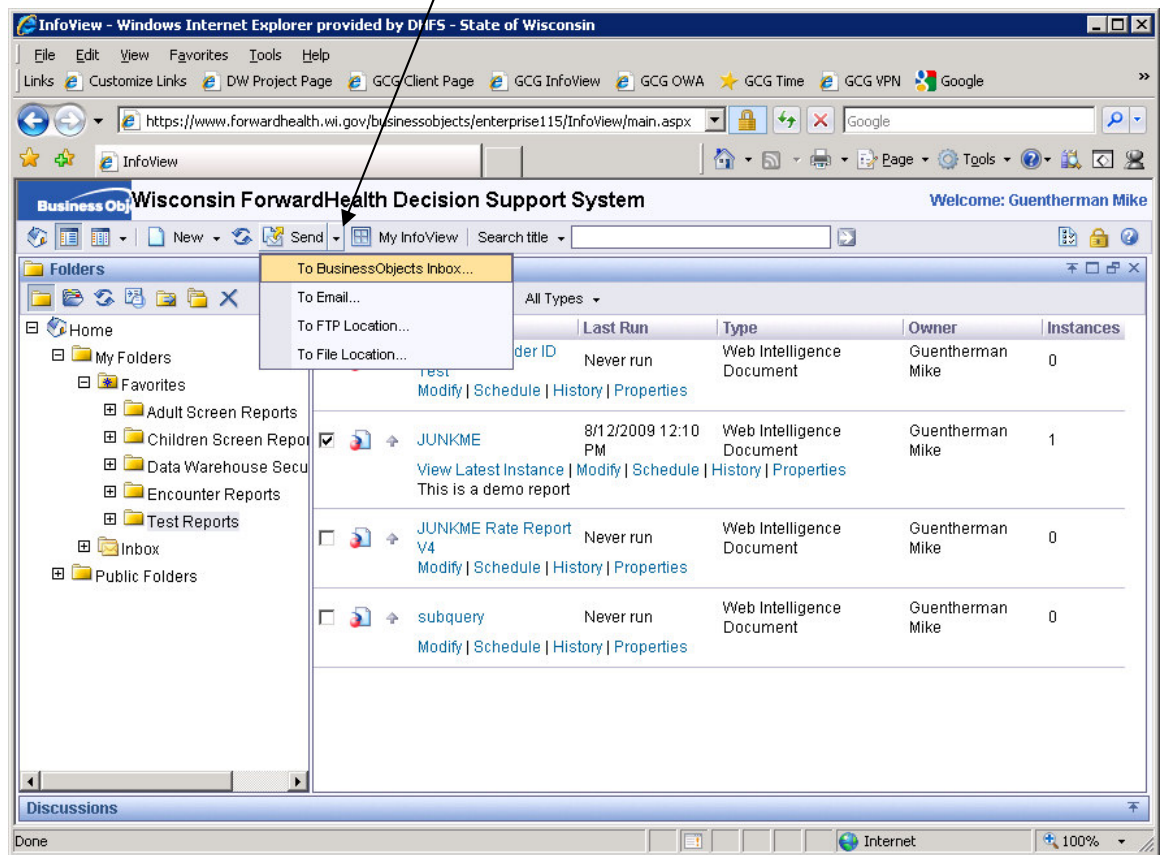 InfoView - Windows Internet Explorer provided by DHFS - State of Wisconsin
File Edit View Favorites Tools Help
Links Customize Links DW Project Page GCG Client Page GCG InfoView GCG OWA GCG Time GCG VPN Google »
https://www.forwardhealth.wi.gov/businessobjects/enterprise115/InfoView/main.aspx Google
InfoView Page Tools
Business Obj Wisconsin ForwardHealth Decision Support System Welcome: Guentherman Mike
New Send My InfoView Search title
Folders
To BusinessObjects Inbox...
To Email...
To FTP Location...
To File Location...
All Types
Home
My Folders
Favorites
Adult Screen Reports
Children Screen Repor
Data Warehouse Secu
Encounter Reports
Test Reports
Inbox
Public Folders
Last Run Type Owner Instances
der ID Never run Web Intelligence Guentherman 0
Test Document Mike
Modify | Schedule | History | Properties
JUNKME 8/12/2009 12:10 Web Intelligence Guentherman 1
PM Document Mike
View Latest Instance | Modify | Schedule | History | Properties
This is a demo report
JUNKME Rate Report Never run Web Intelligence Guentherman 0
V4 Document Mike
Modify | Schedule | History | Properties
subquery Never run Web Intelligence Guentherman 0
Document Mike
Modify | Schedule | History | Properties
Discussions
Done Internet 100%